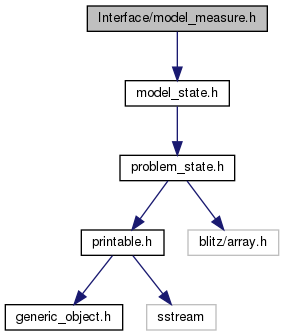 Interface/model_measure.h
model_state.h
problem_state.h
printable.h
blitz/array.h
generic_object.h
sstream